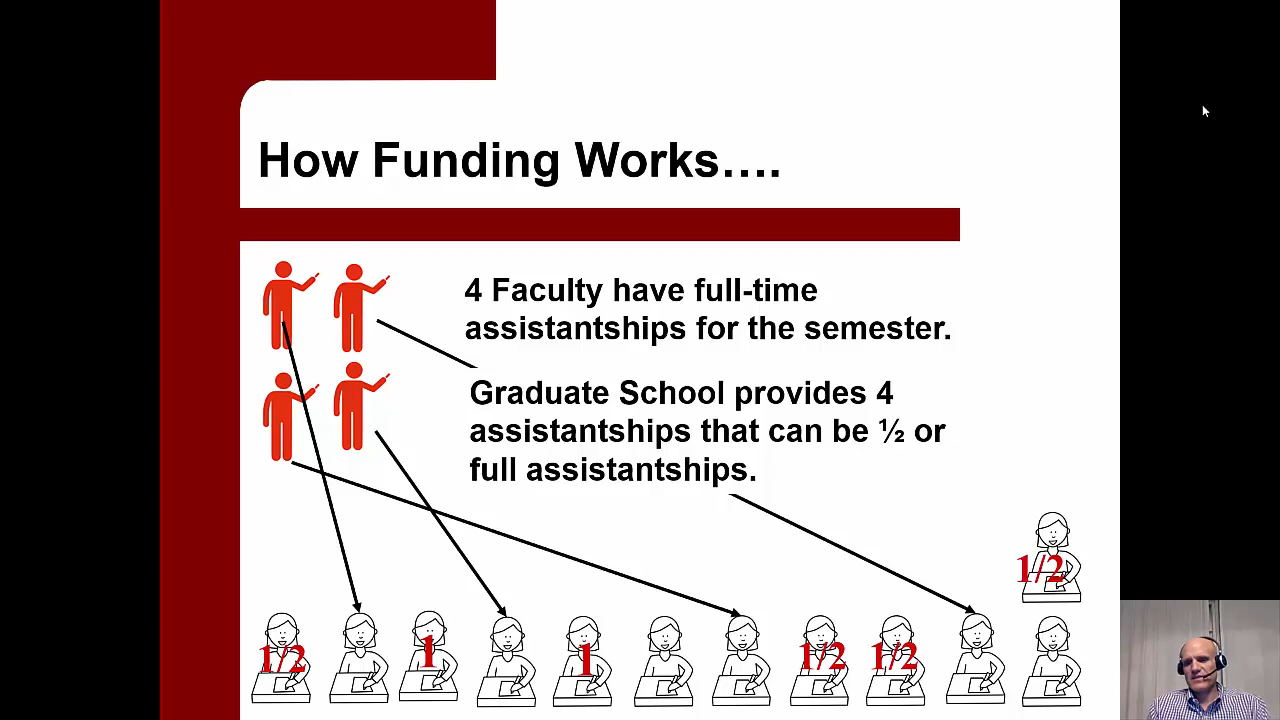 How Funding Works….
4 Faculty have full-time
assistantships for the semester.
Graduate School provides 4
assistantships that can be ½ or
full assistantships.
1/2
1/2
1
1
1/2
1/2